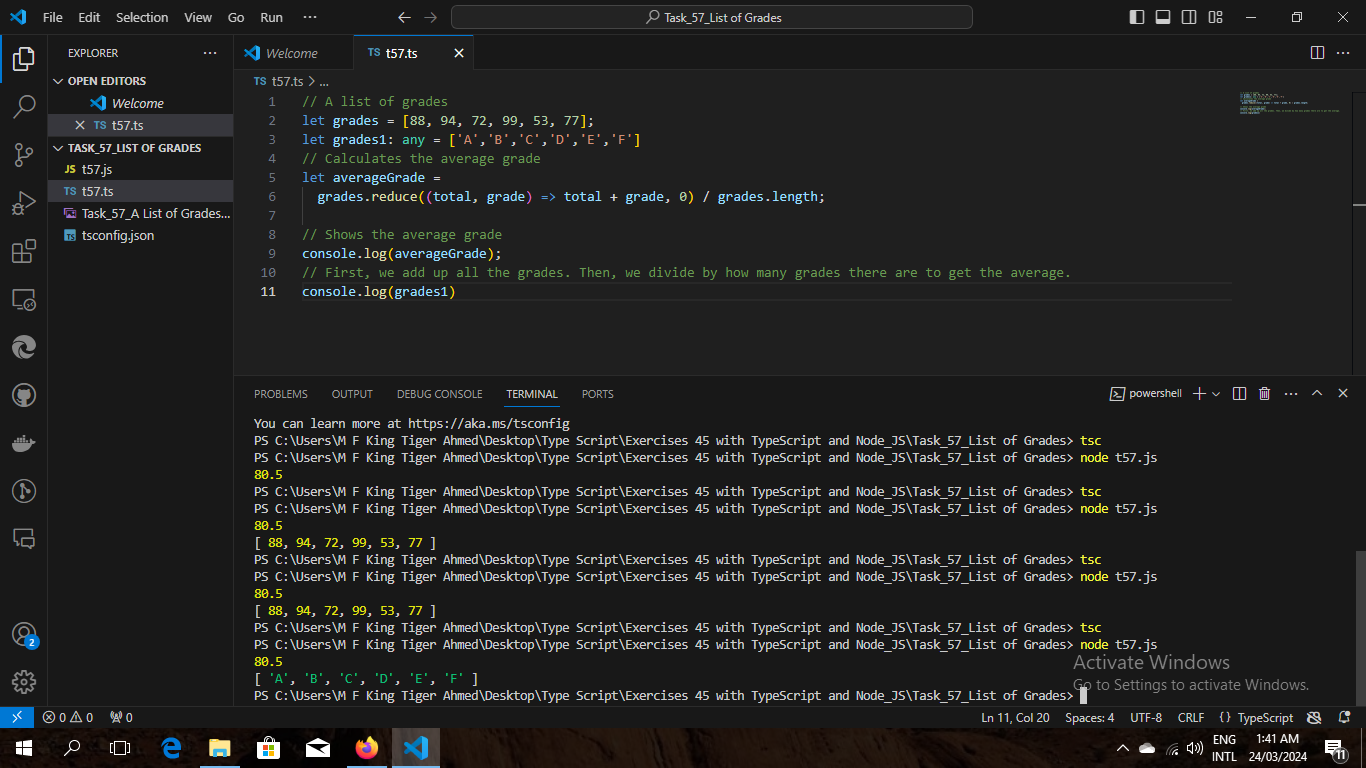 File Edit Selection View Go Run ··· Task_57_List of Grades
EXPLORER ···
OPEN EDITORS
Welcome
TS t57.ts
TASK_57_LIST OF GRADES
JS t57.js
TS t57.ts
Task_57_A List of Grades...
TS tsconfig.json
Welcome TS t57.ts
TS t57.ts > ...
1 // A list of grades
2 let grades = [88, 94, 72, 99, 53, 77];
3 let grades1: any = ['A','B','C','D','E','F']
4 // Calculates the average grade
5 let averageGrade =
6 grades.reduce((total, grade) => total + grade, 0) / grades.length;
7
8 // Shows the average grade
9 console.log(averageGrade);
10 // First, we add up all the grades. Then, we divide by how many grades there are to get the average.
11 console.log(grades1)
PROBLEMS OUTPUT DEBUG CONSOLE TERMINAL PORTS powershell
You can learn more at https://aka.ms/tsconfig
PS C:\Users\M F King Tiger Ahmed\Desktop\Type Script\Exercises 45 with TypeScript and Node_JS\Task_57_List of Grades> tsc
PS C:\Users\M F King Tiger Ahmed\Desktop\Type Script\Exercises 45 with TypeScript and Node_JS\Task_57_List of Grades> node t57.js
80.5
PS C:\Users\M F King Tiger Ahmed\Desktop\Type Script\Exercises 45 with TypeScript and Node_JS\Task_57_List of Grades> tsc
PS C:\Users\M F King Tiger Ahmed\Desktop\Type Script\Exercises 45 with TypeScript and Node_JS\Task_57_List of Grades> node t57.js
80.5
[ 88, 94, 72, 99, 53, 77 ]
PS C:\Users\M F King Tiger Ahmed\Desktop\Type Script\Exercises 45 with TypeScript and Node_JS\Task_57_List of Grades> tsc
PS C:\Users\M F King Tiger Ahmed\Desktop\Type Script\Exercises 45 with TypeScript and Node_JS\Task_57_List of Grades> node t57.js
80.5
[ 88, 94, 72, 99, 53, 77 ]
PS C:\Users\M F King Tiger Ahmed\Desktop\Type Script\Exercises 45 with TypeScript and Node_JS\Task_57_List of Grades> tsc
PS C:\Users\M F King Tiger Ahmed\Desktop\Type Script\Exercises 45 with TypeScript and Node_JS\Task_57_List of Grades> node t57.js
80.5
[ 'A', 'B', 'C', 'D', 'E', 'F' ]
PS C:\Users\M F King Tiger Ahmed\Desktop\Type Script\Exercises 45 with TypeScript and Node_JS\Task_57_List of Grades>
Activate Windows
Go to Settings to activate Windows.
2
0 0 0 Ln 11, Col 20 Spaces: 4 UTF-8 CRLF {} TypeScript
ENG 1:41 AM
INTL 24/03/2024 11